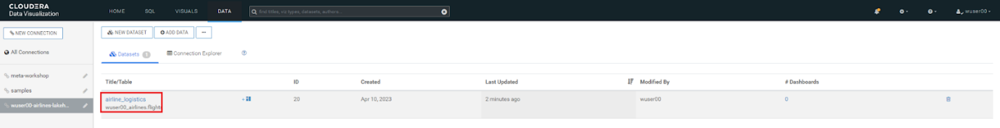 CLOUDERA
Data Visualization
HOME SQL VISUALS DATA
find titles, viz types, datasets, authors...
wuser00
NEW CONNECTION
NEW DATASET ADD DATA ...
All Connections
Datasets 1 Connection Explorer
meta-workshop
samples
wuser00-airlines-lakeh...
Title/Table ID Created Last Updated Modified By # Dashboards
airline_logistics 20 Apr 10, 2023 2 minutes ago wuser00 0
wuser00_airlines.flights